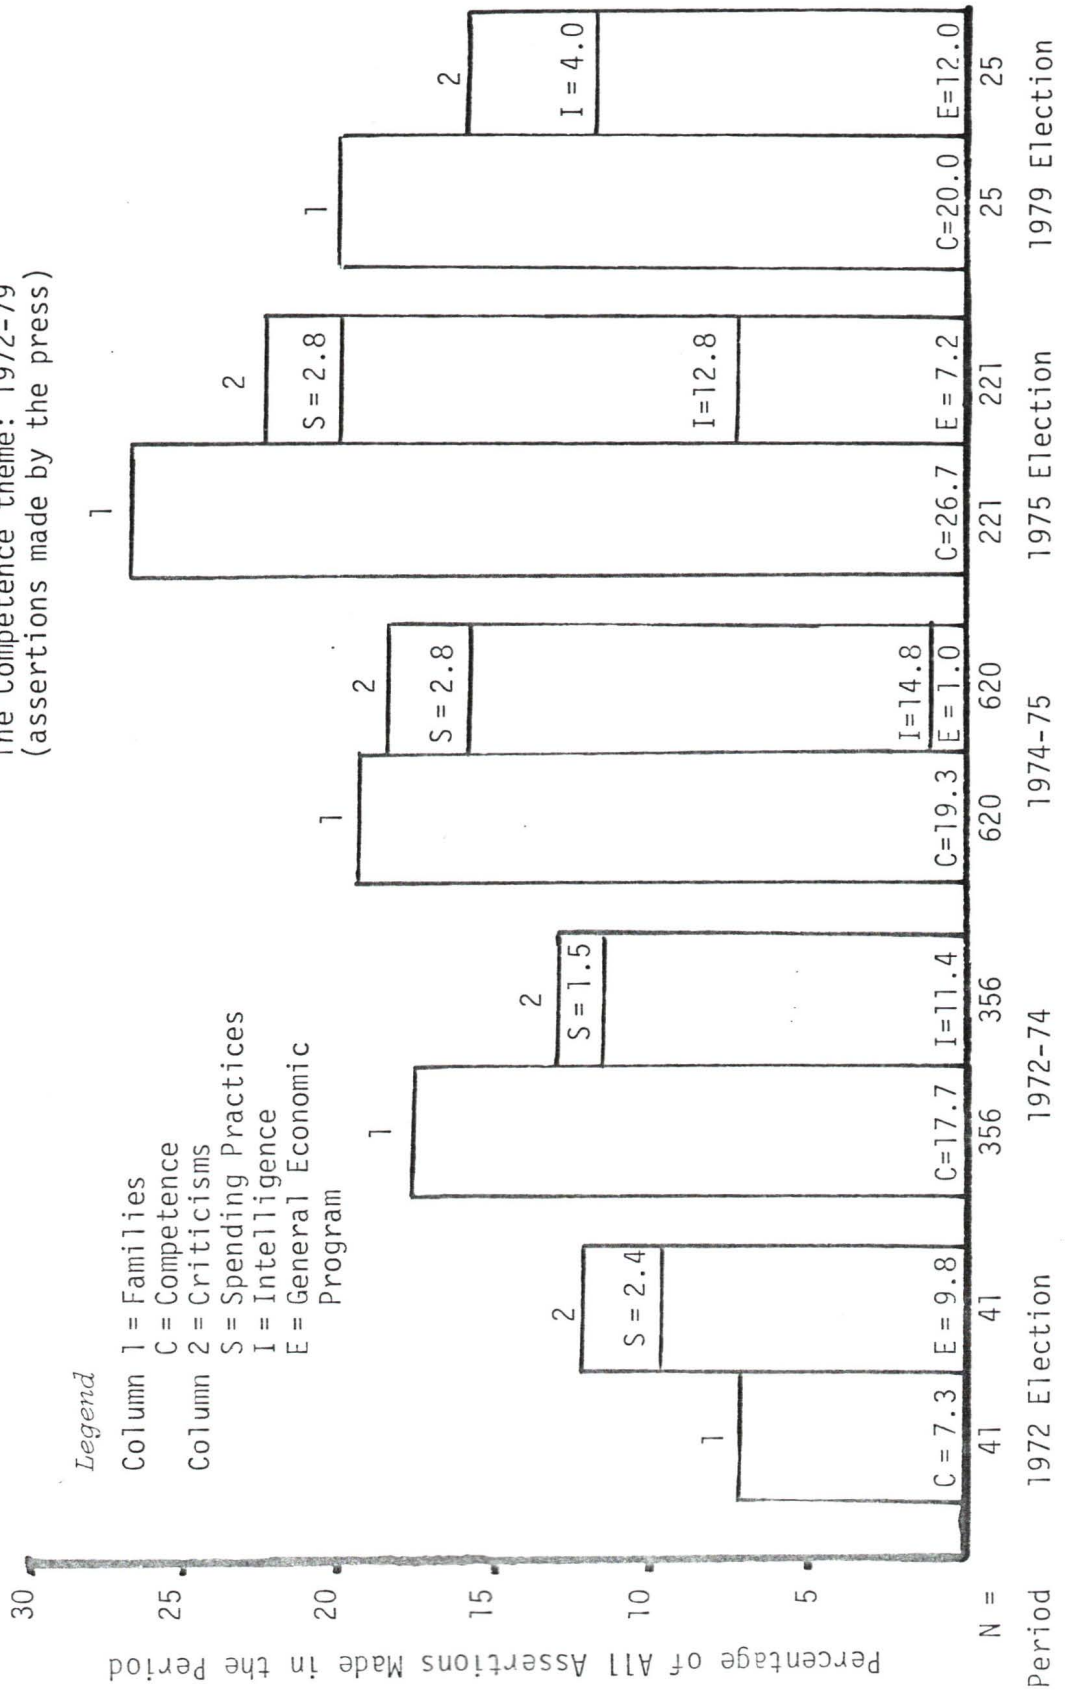 The Competence theme: 1972-79
(assertions made by the press)
Legend
Column 1 = Families
C = Competence
Column 2 = Criticisms
S = Spending Practices
I = Intelligence
E = General Economic
Program
Percentage of All Assertions Made in the Period
30
25
20
15
10
5
1
C = 7.3
2
S = 2.4
E = 9.8
1
C=17.7
2
S = 1.5
I=11.4
1
C=19.3
2
S = 2.8
I=14.8
E = 1.0
1
C=26.7
2
S = 2.8
I=12.8
E = 7.2
1
C=20.0
2
I = 4.0
E=12.0
N = 41 41 356 356 620 620 221 221 25 25
Period 1972 Election 1972-74 1974-75 1975 Election 1979 Election